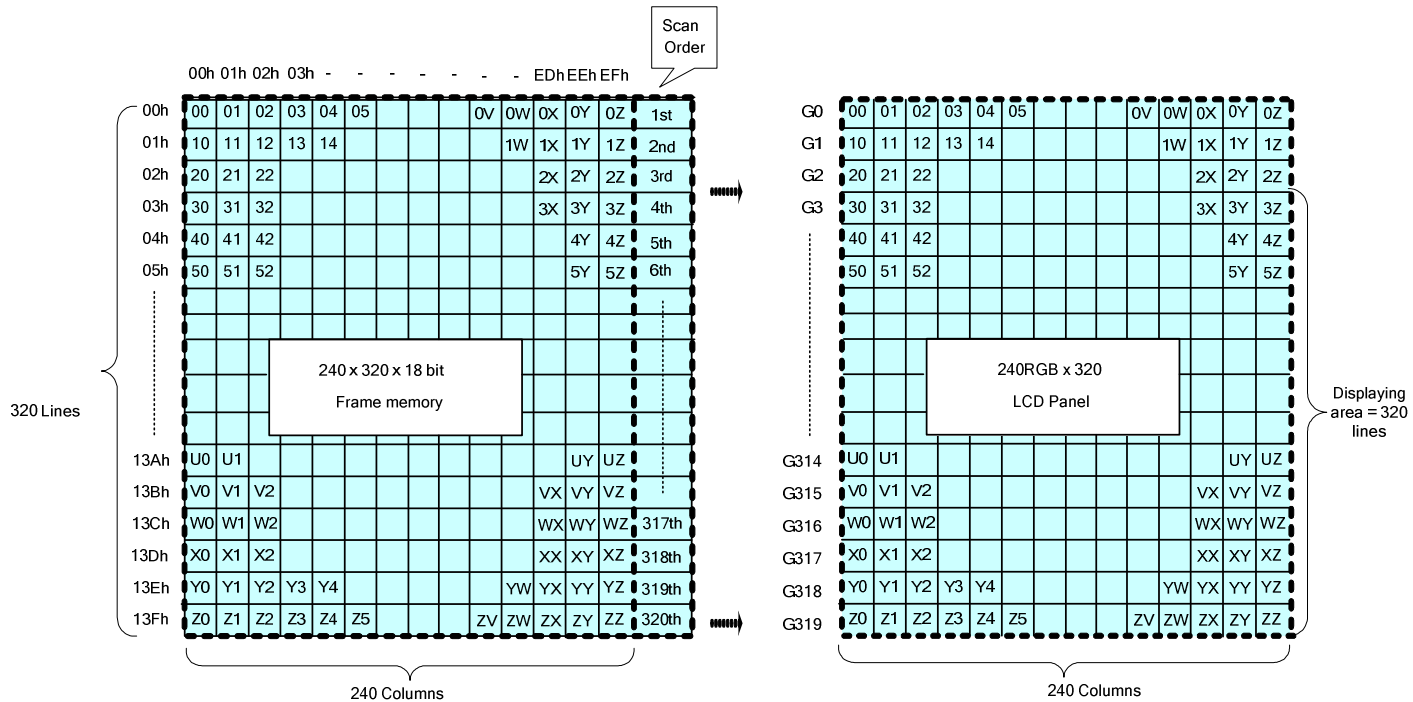 Scan
Order
00h 01h 02h 03h - - - - - - - EDh EEh EFh
00h 00 01 02 03 04 05 0V 0W 0X 0Y 0Z 1st
01h 10 11 12 13 14 1W 1X 1Y 1Z 2nd
02h 20 21 22 2X 2Y 2Z 3rd
03h 30 31 32 3X 3Y 3Z 4th
04h 40 41 42 4Y 4Z 5th
05h 50 51 52 5Y 5Z 6th
240 x 320 x 18 bit
Frame memory
320 Lines
13Ah U0 U1 UY UZ
13Bh V0 V1 V2 VX VY VZ
13Ch W0 W1 W2 WX WY WZ 317th
13Dh X0 X1 X2 XX XY XZ 318th
13Eh Y0 Y1 Y2 Y3 Y4 YW YX YY YZ 319th
13Fh Z0 Z1 Z2 Z3 Z4 Z5 ZV ZW ZX ZY ZZ 320th
240 Columns
G0 00 01 02 03 04 05 0V 0W 0X 0Y 0Z
G1 10 11 12 13 14 1W 1X 1Y 1Z
G2 20 21 22 2X 2Y 2Z
G3 30 31 32 3X 3Y 3Z
40 41 42 4Y 4Z
50 51 52 5Y 5Z
240RGB x 320
LCD Panel
Displaying
area = 320
lines
G314 U0 U1 UY UZ
G315 V0 V1 V2 VX VY VZ
G316 W0 W1 W2 WX WY WZ
G317 X0 X1 X2 XX XY XZ
G318 Y0 Y1 Y2 Y3 Y4 YW YX YY YZ
G319 Z0 Z1 Z2 Z3 Z4 Z5 ZV ZW ZX ZY ZZ
240 Columns